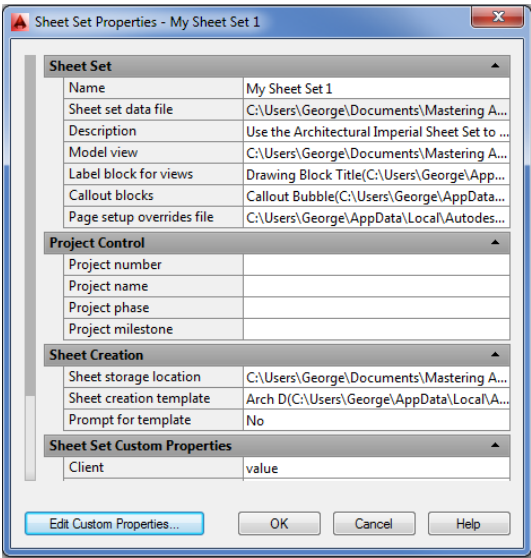 Sheet Set Properties - My Sheet Set 1
Sheet Set
Name My Sheet Set 1
Sheet set data file C:\Users\George\Documents\Mastering A...
Description Use the Architectural Imperial Sheet Set to ...
Model view C:\Users\George\Documents\Mastering A...
Label block for views Drawing Block Title(C:\Users\George\App...
Callout blocks Callout Bubble(C:\Users\George\AppData...
Page setup overrides file C:\Users\George\AppData\Local\Autodes...
Project Control
Project number
Project name
Project phase
Project milestone
Sheet Creation
Sheet storage location C:\Users\George\Documents\Mastering A...
Sheet creation template Arch D(C:\Users\George\AppData\Local\A...
Prompt for template No
Sheet Set Custom Properties
Client value
Edit Custom Properties... OK Cancel Help